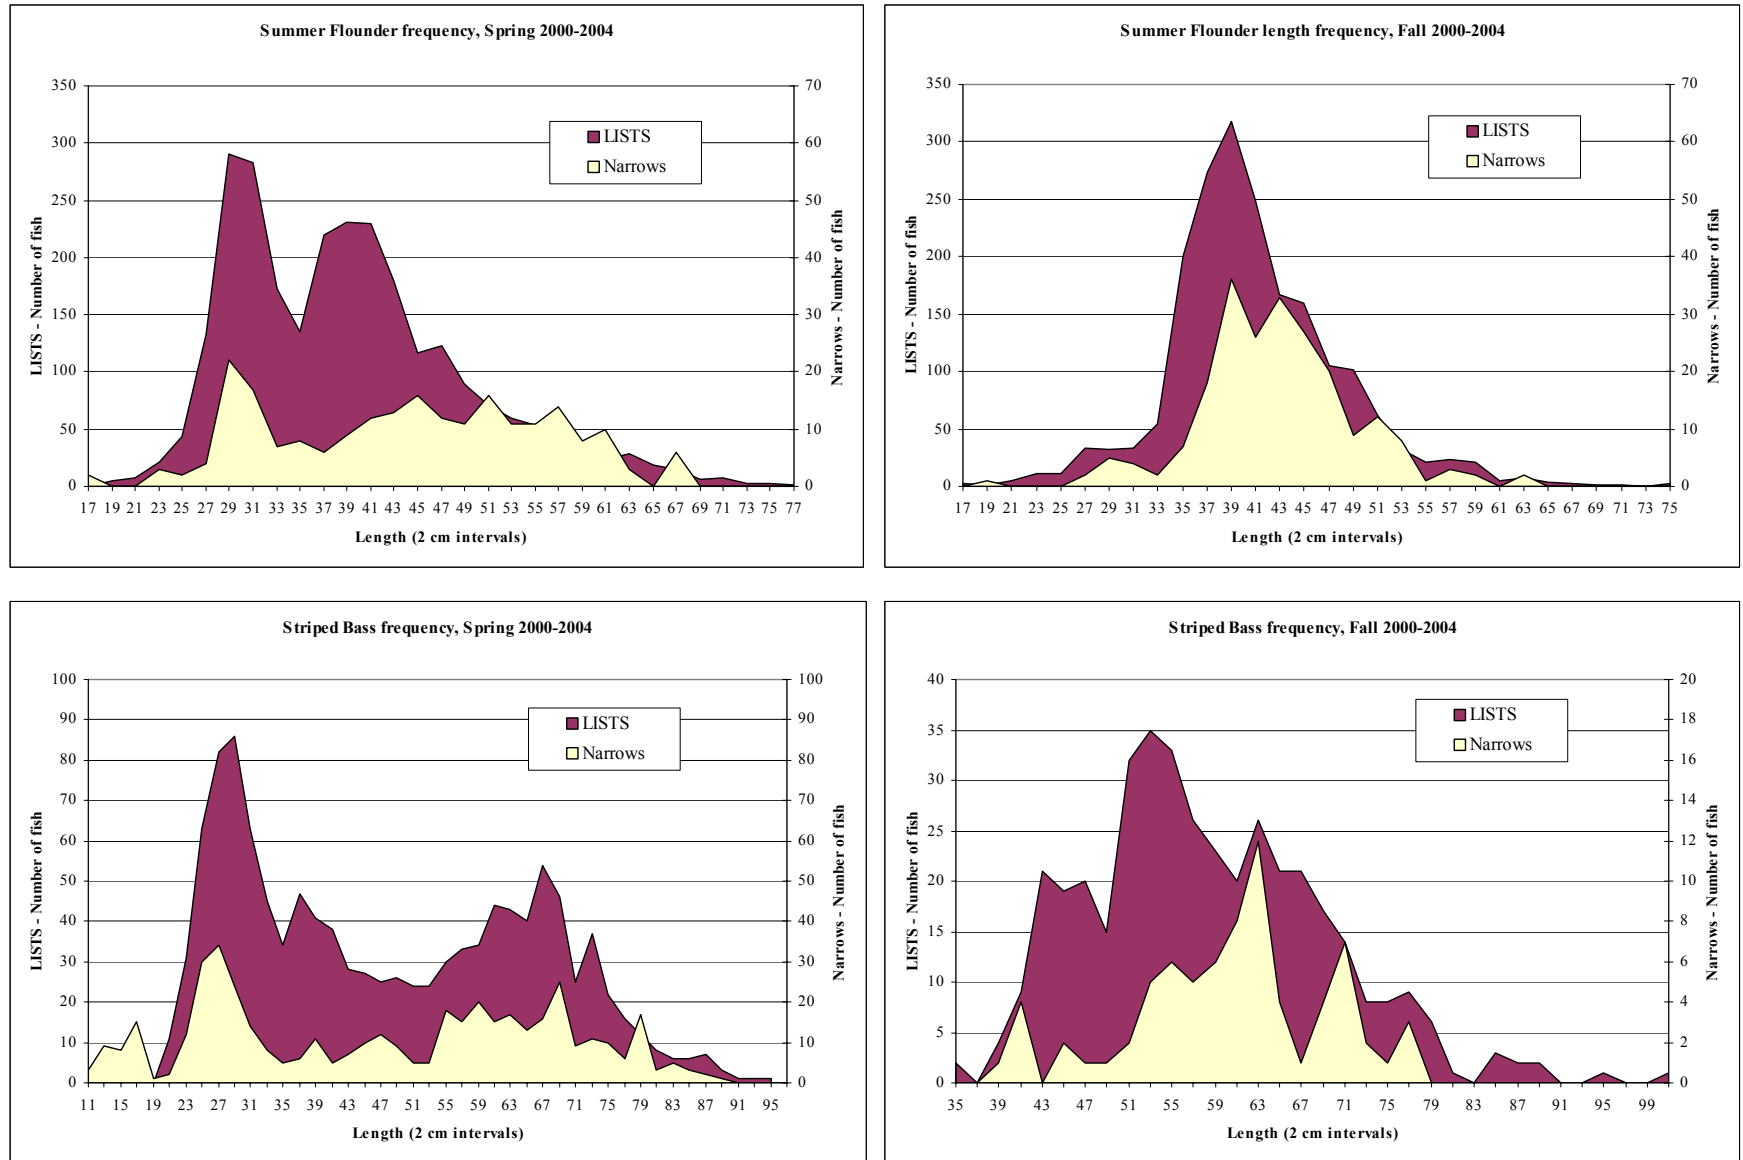 Summer Flounder frequency, Spring 2000-2004
350
300
250
200
150
100
50
0
70
60
50
40
30
20
10
0
LISTS - Number of fish
Narrows - Number of fish
LISTS
Narrows
17 19 21 23 25 27 29 31 33 35 37 39 41 43 45 47 49 51 53 55 57 59 61 63 65 67 69 71 73 75 77
Length (2 cm intervals)
Summer Flounder length frequency, Fall 2000-2004
350
300
250
200
150
100
50
0
70
60
50
40
30
20
10
0
LISTS - Number of fish
Narrows - Number of fish
LISTS
Narrows
17 19 21 23 25 27 29 31 33 35 37 39 41 43 45 47 49 51 53 55 57 59 61 63 65 67 69 71 73 75
Length (2 cm intervals)
Striped Bass frequency, Spring 2000-2004
100
90
80
70
60
50
40
30
20
10
0
100
90
80
70
60
50
40
30
20
10
0
LISTS - Number of fish
Narrows - Number of fish
LISTS
Narrows
11 15 19 23 27 31 35 39 43 47 51 55 59 63 67 71 75 79 83 87 91 95
Length (2 cm intervals)
Striped Bass frequency, Fall 2000-2004
40
35
30
25
20
15
10
5
0
20
18
16
14
12
10
8
6
4
2
0
LISTS - Number of fish
Narrows - Number of fish
LISTS
Narrows
35 39 43 47 51 55 59 63 67 71 75 79 83 87 91 95 99
Length (2 cm intervals)